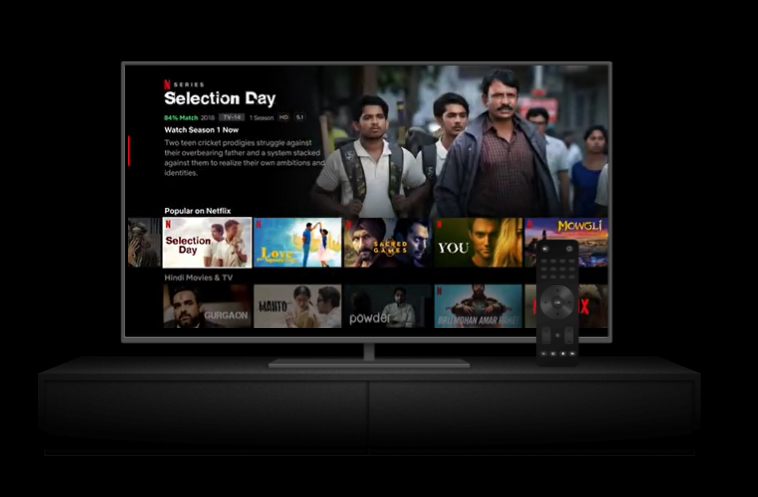 N SERIES
Selection Day
84% Match 2018 TV-14 1 Season HD 5.1
Watch Season 1 Now
Two teen cricket prodigies struggle against
their overbearing father and a system stacked
against them to realize their own ambitions and
identities.
Popular on Netflix
Selection
Day
Love
SACRED
GAMES
YOU
MOWGLI
Hindi Movies & TV
GURGAON
MANTO
powder
BRIJMOHAN AMAR RAHE